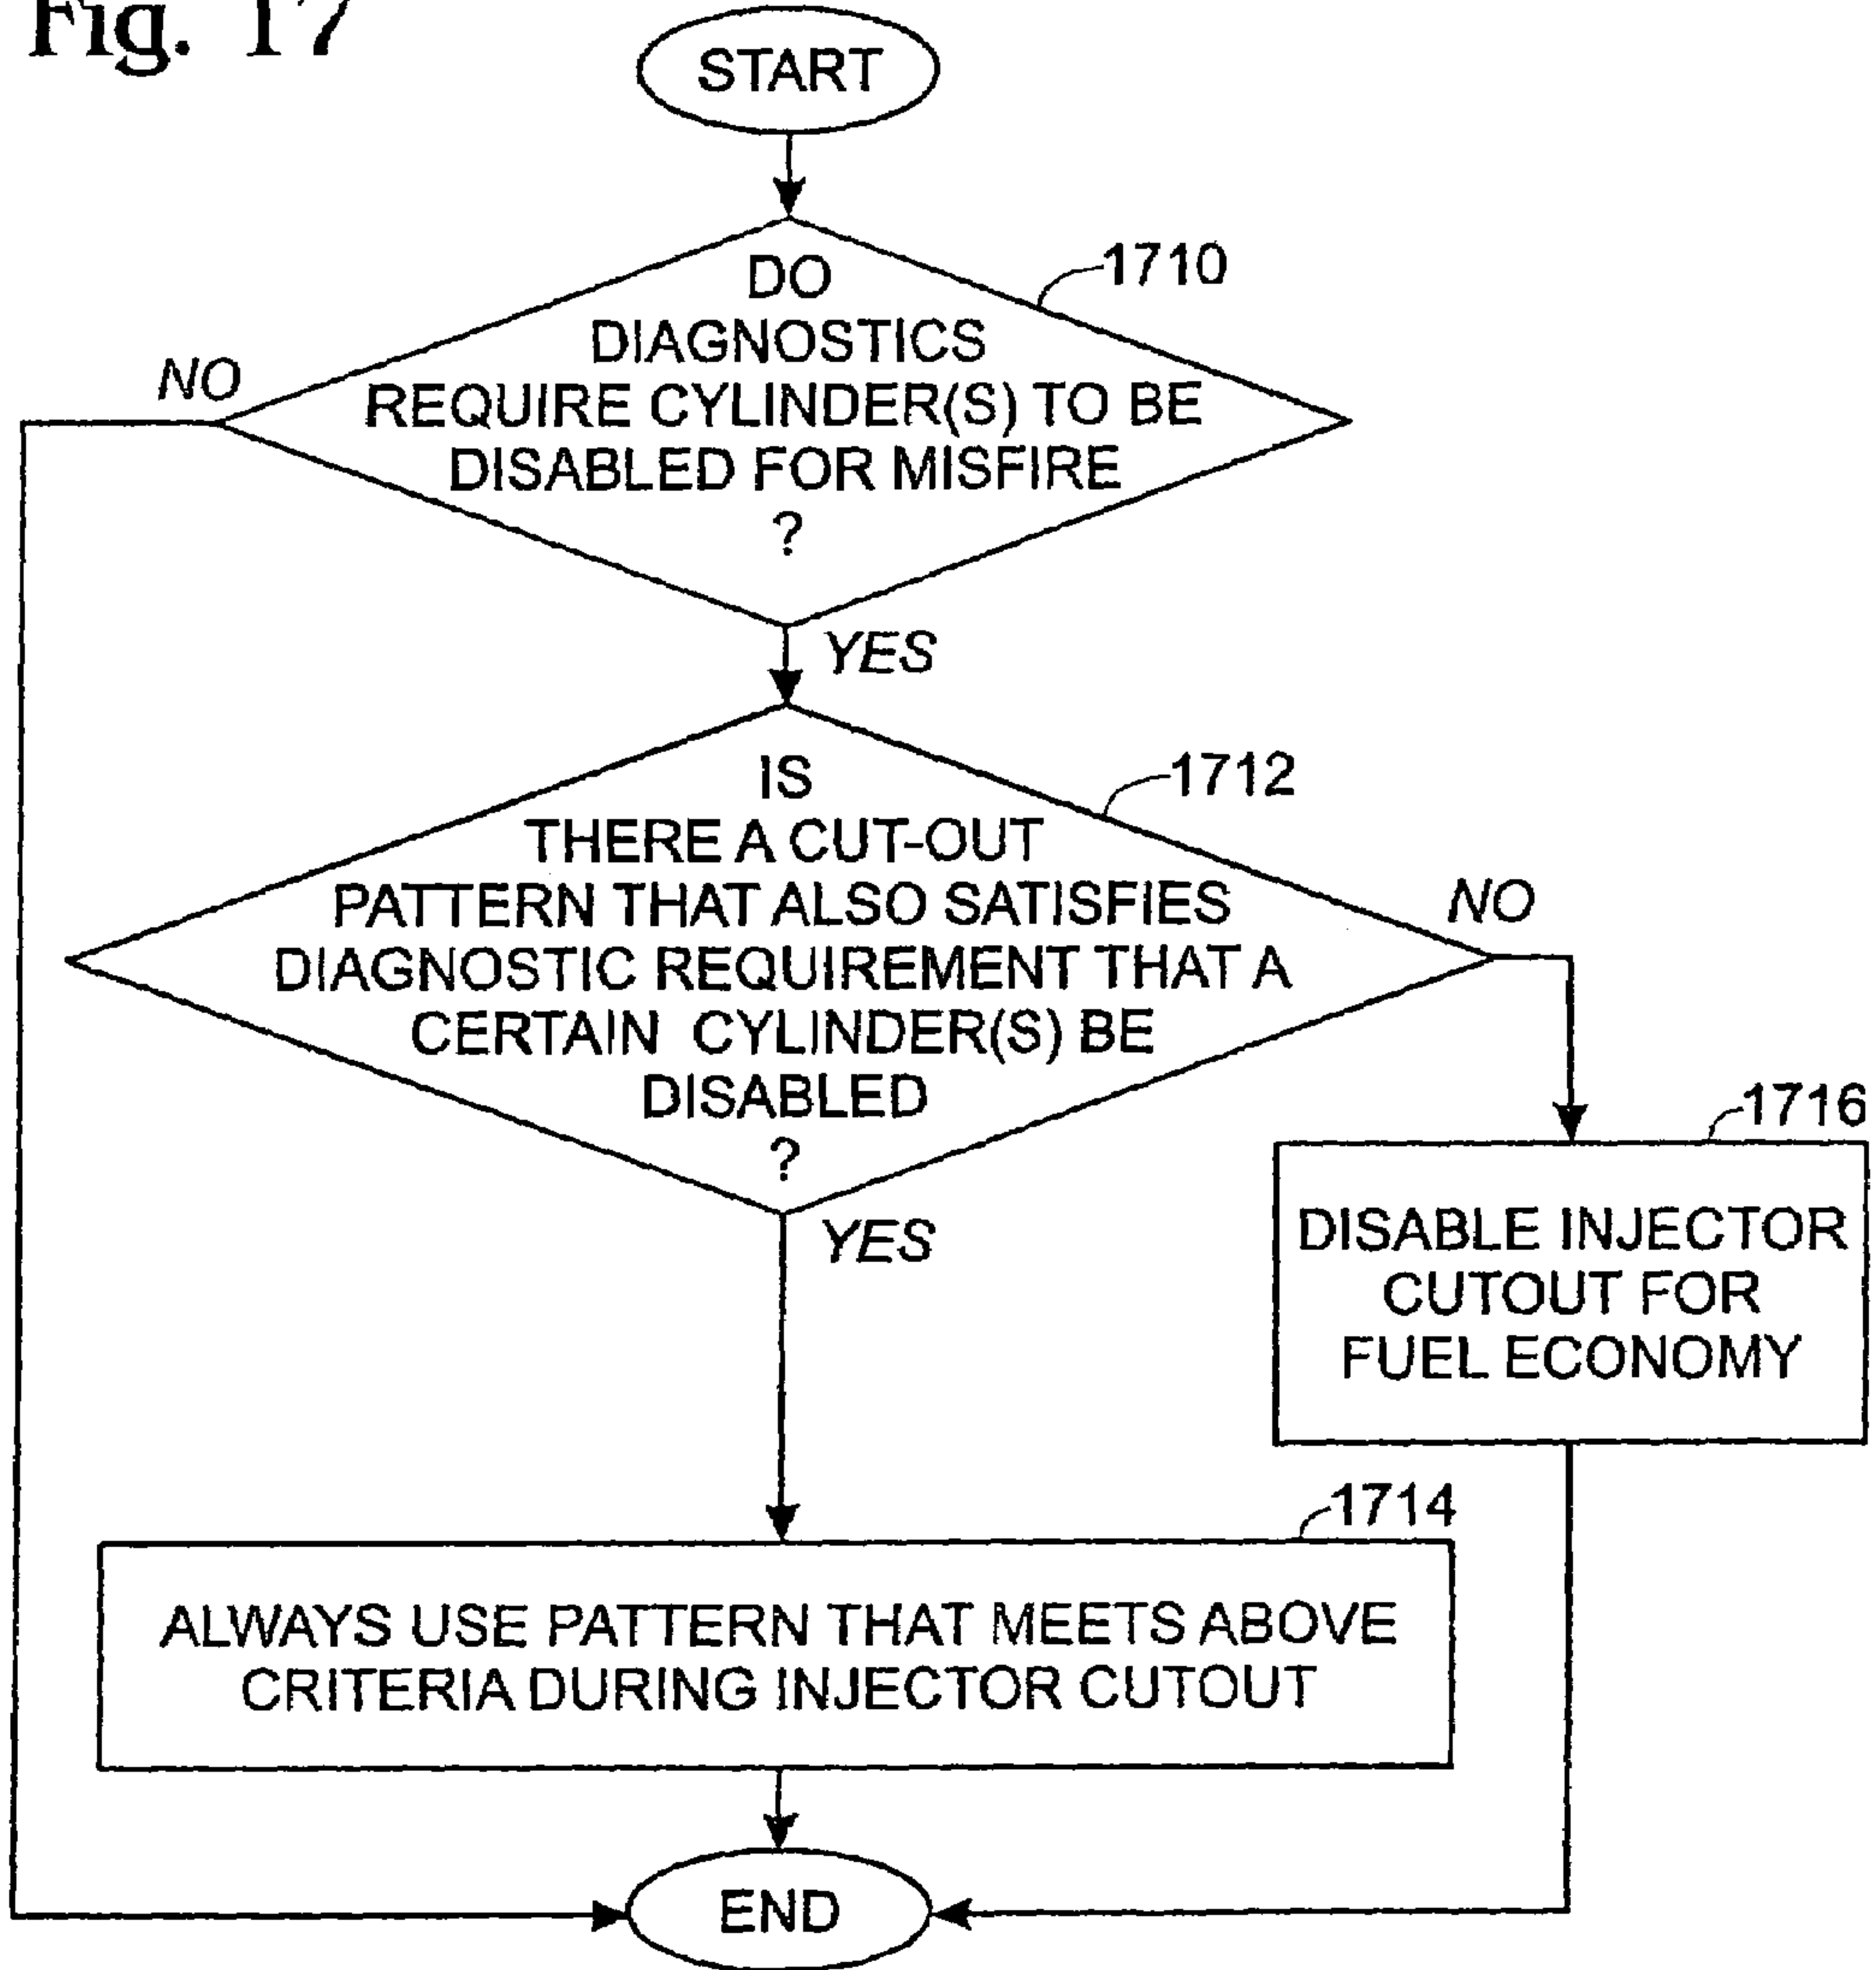 Fig. 17
START
1710
DO
DIAGNOSTICS
REQUIRE CYLINDER(S) TO BE
DISABLED FOR MISFIRE
?
NO
YES
1712
IS
THERE A CUT-OUT
PATTERN THAT ALSO SATISFIES
DIAGNOSTIC REQUIREMENT THAT A
CERTAIN CYLINDER(S) BE
DISABLED
?
NO
YES
1716
DISABLE INJECTOR
CUTOUT FOR
FUEL ECONOMY
1714
ALWAYS USE PATTERN THAT MEETS ABOVE
CRITERIA DURING INJECTOR CUTOUT
END